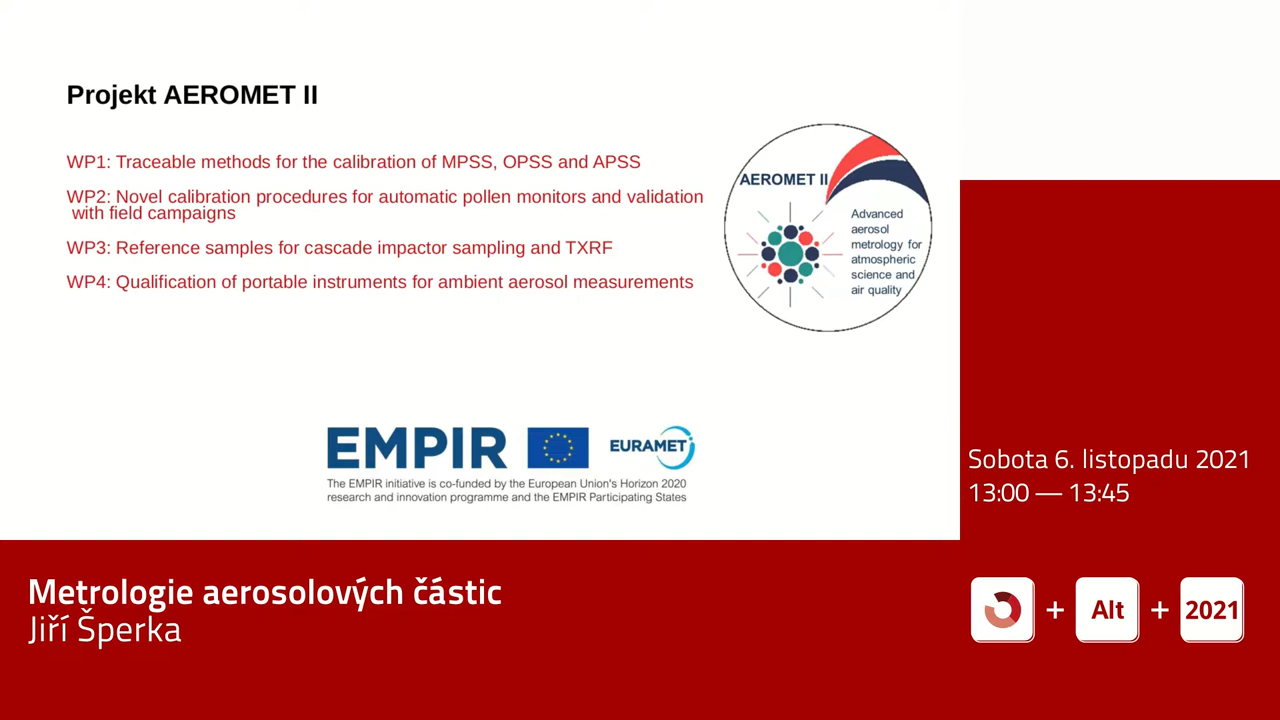 Projekt AEROMET II
WP1: Traceable methods for the calibration of MPSS, OPSS and APSS
WP2: Novel calibration procedures for automatic pollen monitors and validation
with field campaigns
WP3: Reference samples for cascade impactor sampling and TXRF
WP4: Qualification of portable instruments for ambient aerosol measurements
AEROMET II
Advanced
aerosol
metrology for
atmospheric
science and
air quality
EMPIR
EURAMET
The EMPIR initiative is co-funded by the European Union's Horizon 2020
research and innovation programme and the EMPIR Participating States
Sobota 6. listopadu 2021
13:00 — 13:45
Metrologie aerosolových částic
Jiří Šperka
+ Alt + 2021